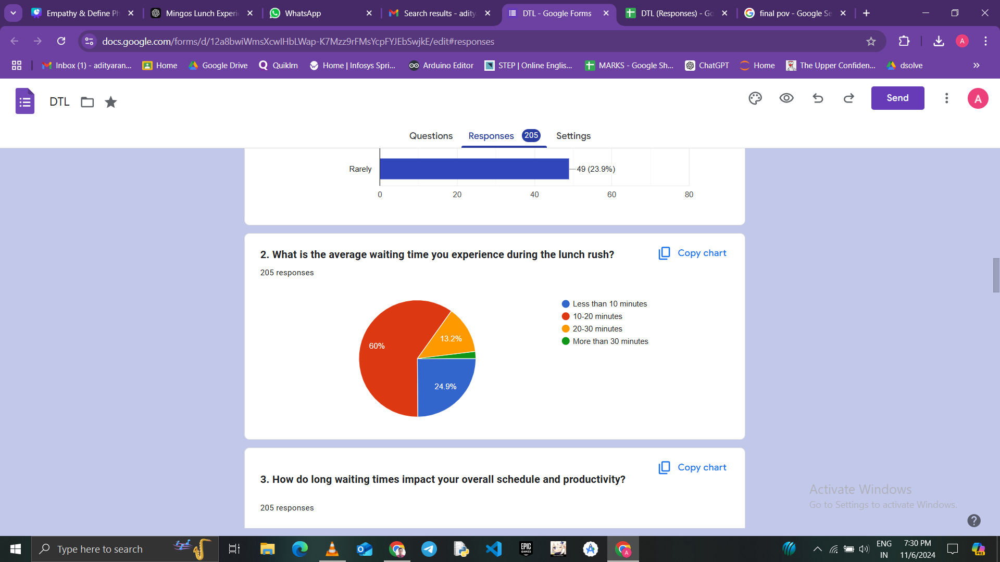 Empathy & Define Ph
Mingos Lunch Experi
WhatsApp
Search results - adity
DTL - Google Forms
DTL (Responses) - Go
final pov - Google Se
docs.google.com/forms/d/12a8bwiWmsXcwIHbLWap-K7Mzz9rFMsYcpFYJEbSwjkE/edit#responses
A
Inbox (1) - adityaran...
Home
Google Drive
Quiklrn
Home | Infosys Spri...
Arduino Editor
STEP | Online Englis...
MARKS - Google Sh...
ChatGPT
Home
The Upper Confiden...
dsolve
DTL
Send
A
Questions
Responses 205
Settings
Rarely
49 (23.9%)
0 20 40 60 80
2. What is the average waiting time you experience during the lunch rush?
Copy chart
205 responses
Less than 10 minutes
10-20 minutes
20-30 minutes
More than 30 minutes
13.2%
60%
24.9%
Copy chart
3. How do long waiting times impact your overall schedule and productivity?
205 responses
Activate Windows
Go to Settings to activate Windows.
Type here to search
EPIC
GAMES
ENG
IN
7:30 PM
11/6/2024
PRE